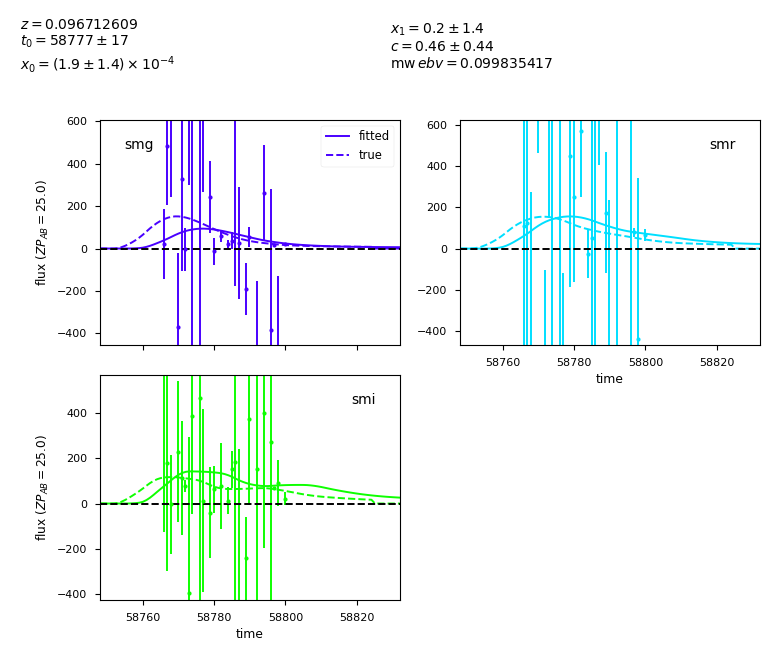 z = 0.096712609
t₀ = 58777 ± 17
x₀ = (1.9 ± 1.4) × 10⁻⁴
x₁ = 0.2 ± 1.4
c = 0.46 ± 0.44
mw ebv = 0.099835417
600
400
200
0
−200
−400
flux (ZP_AB = 25.0)
smg
fitted
true
600
400
200
0
−200
−400
smr
58760 58780 58800 58820
time
400
200
0
−200
−400
flux (ZP_AB = 25.0)
smi
58760 58780 58800 58820
time